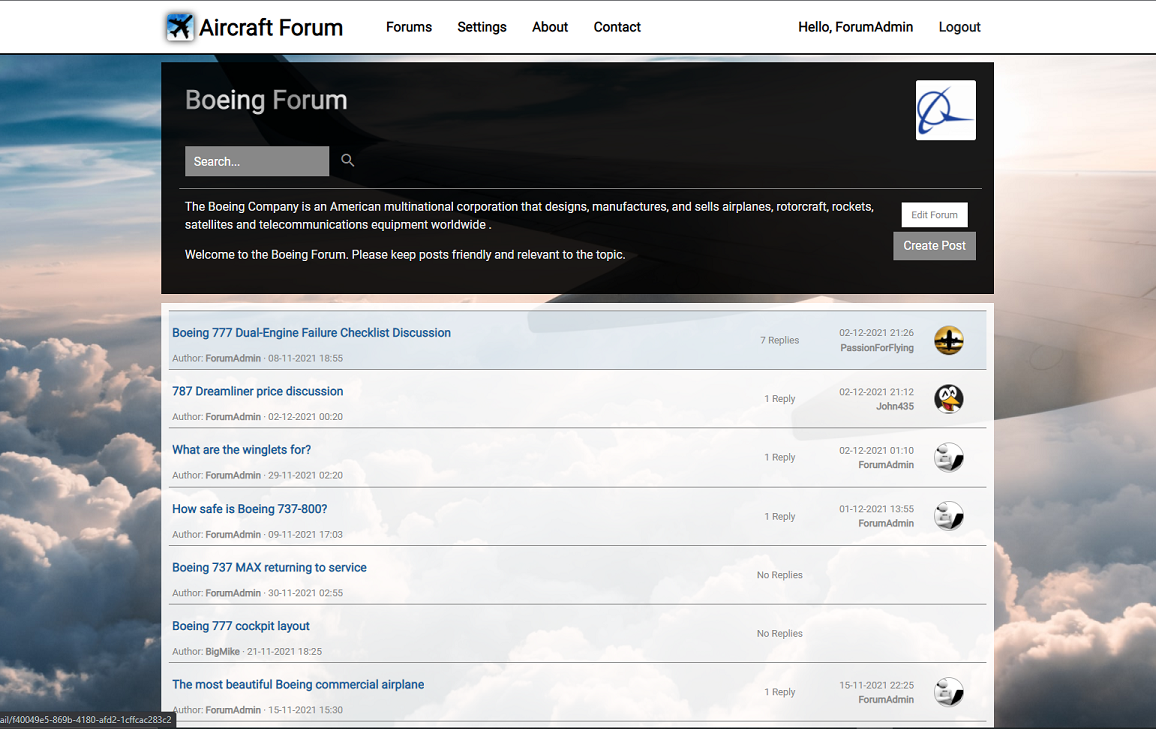 Aircraft Forum Forums Settings About Contact Hello, ForumAdmin Logout
Boeing Forum
Search...
The Boeing Company is an American multinational corporation that designs, manufactures, and sells airplanes, rotorcraft, rockets,
satellites and telecommunications equipment worldwide .
Edit Forum
Create Post
Welcome to the Boeing Forum. Please keep posts friendly and relevant to the topic.
Boeing 777 Dual-Engine Failure Checklist Discussion
Author: ForumAdmin · 08-11-2021 18:55
7 Replies
02-12-2021 21:26
PassionForFlying
787 Dreamliner price discussion
Author: ForumAdmin · 02-12-2021 00:20
1 Reply
02-12-2021 21:12
John435
What are the winglets for?
Author: ForumAdmin · 29-11-2021 02:20
1 Reply
02-12-2021 01:10
ForumAdmin
How safe is Boeing 737-800?
Author: ForumAdmin · 09-11-2021 17:03
1 Reply
01-12-2021 13:55
ForumAdmin
Boeing 737 MAX returning to service
Author: ForumAdmin · 30-11-2021 02:55
No Replies
Boeing 777 cockpit layout
Author: BigMike · 21-11-2021 18:25
No Replies
The most beautiful Boeing commercial airplane
Author: ForumAdmin · 15-11-2021 15:30
1 Reply
15-11-2021 22:25
ForumAdmin
ail/f40049e5-869b-4180-afd2-1cffcac283c2